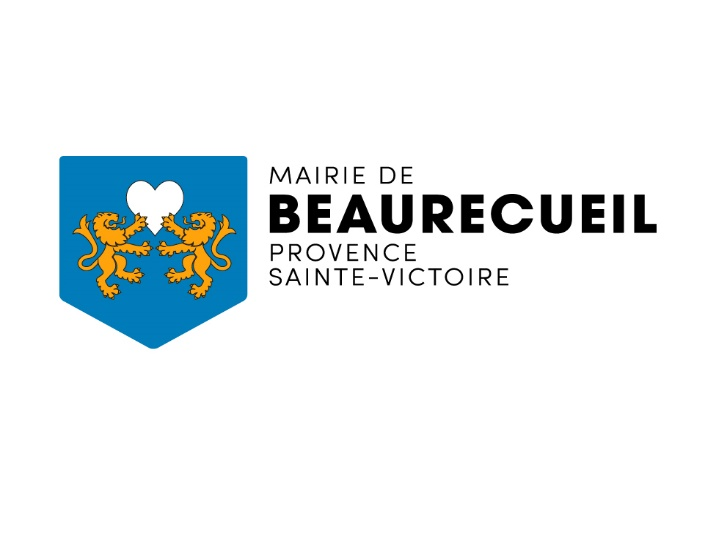 MAIRIE DE
BEAURECUEIL
PROVENCE
SAINTE-VICTOIRE